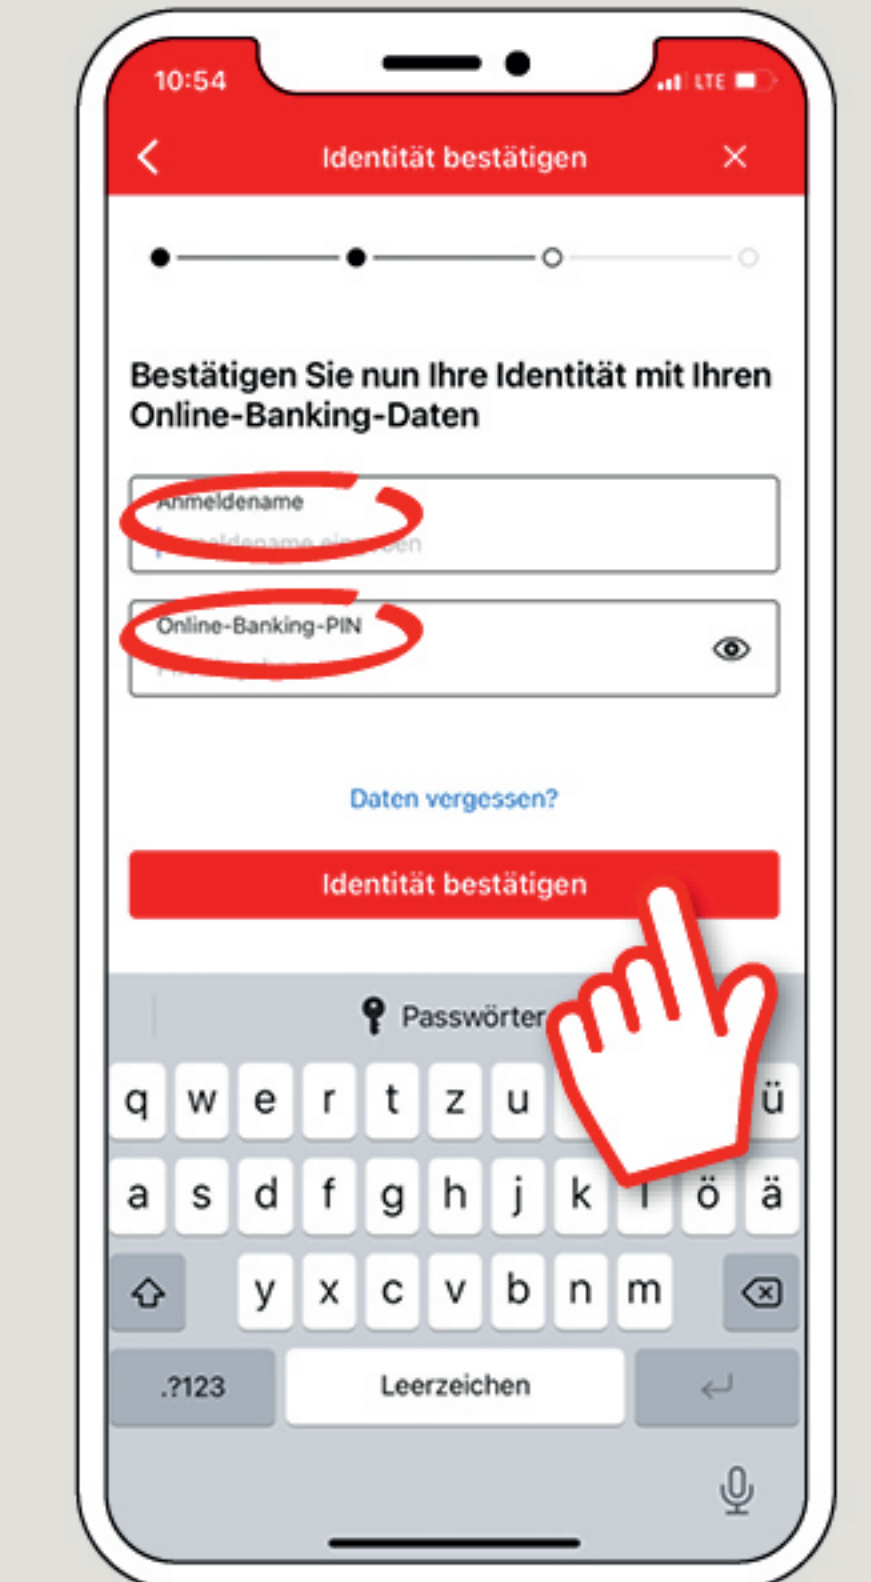 10:54
LTE
Identität bestätigen
Bestätigen Sie nun Ihre Identität mit Ihren
Online-Banking-Daten
Anmeldename
Online-Banking-PIN
Daten vergessen?
Identität bestätigen
Passwörter
q w e r t z u ü
a s d f g h j k ö ä
y x c v b n m
.?123 Leerzeichen